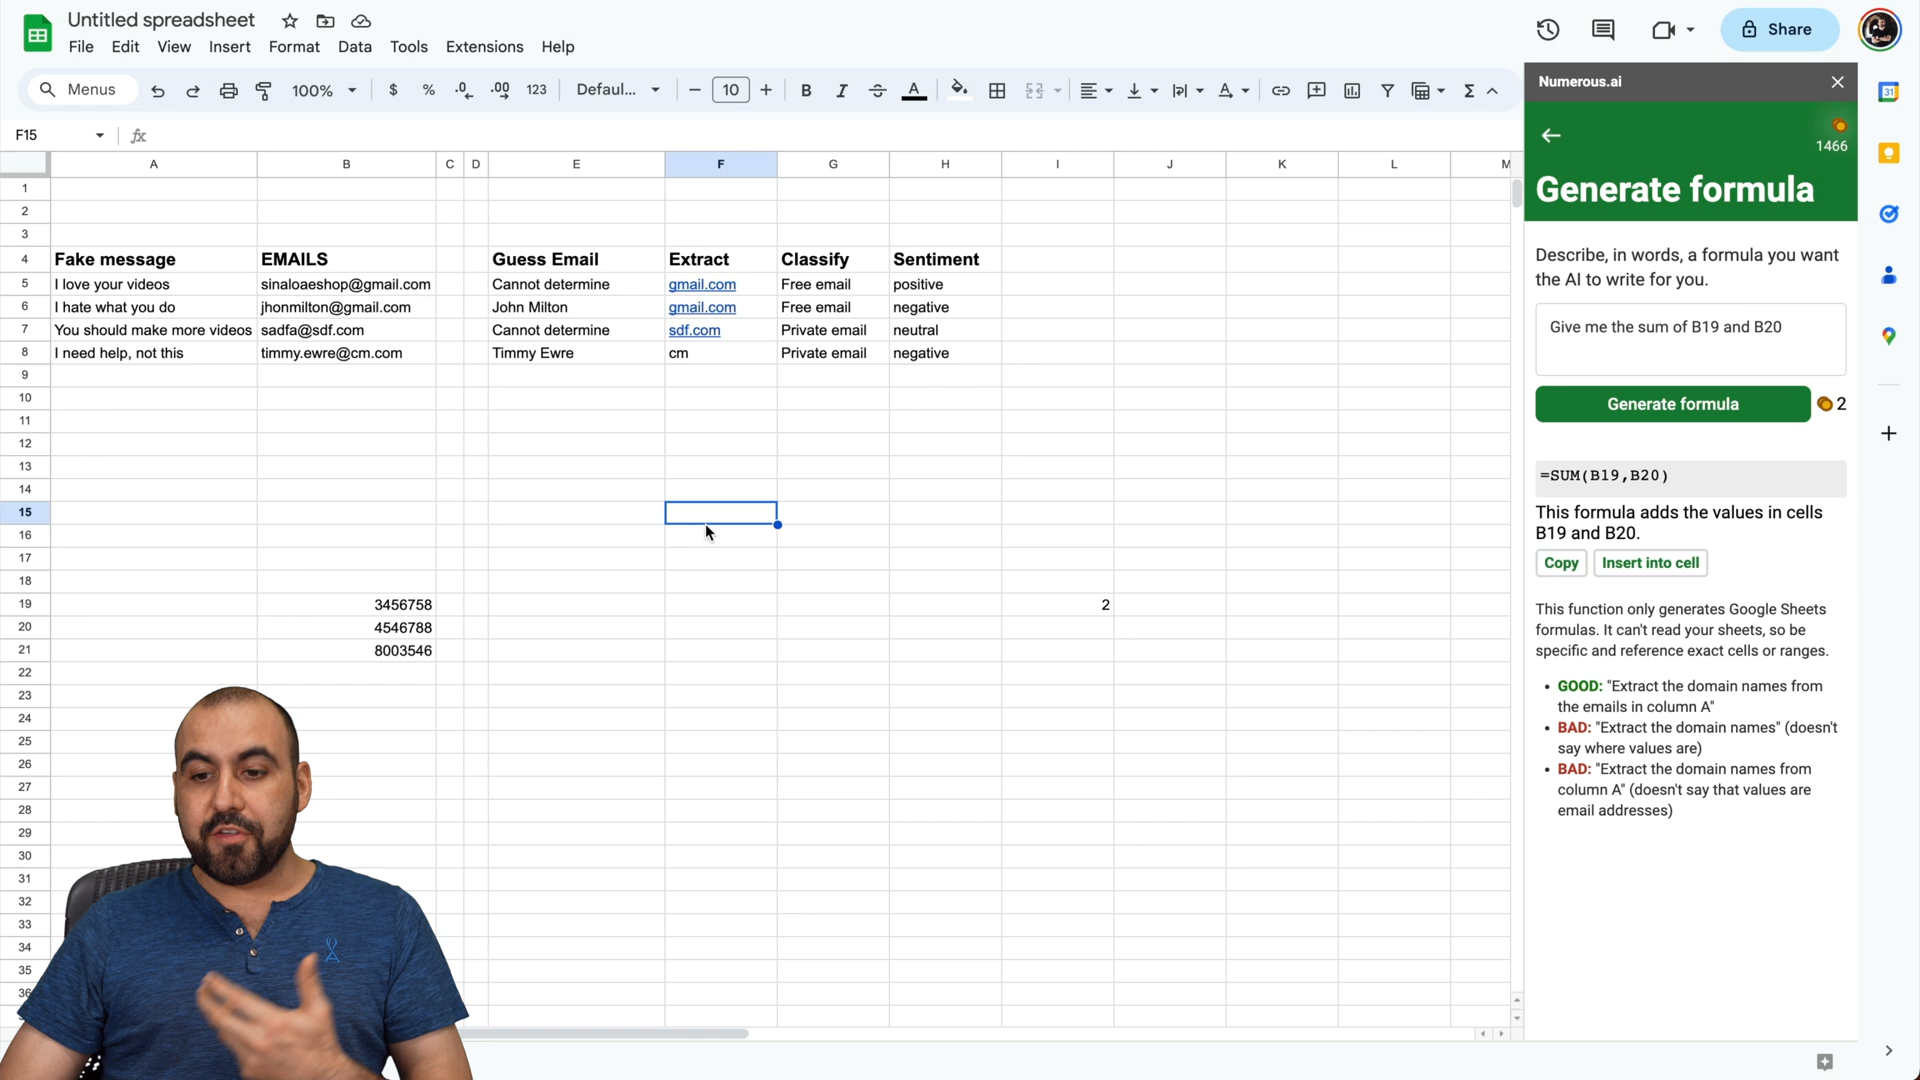 Untitled spreadsheet
File Edit View Insert Format Data Tools Extensions Help
Share
Menus 100% $ % .0 .00 123 Defaul... 10 B I A
F15 fx
A B C D E F G H I J K L M
1
2
3
4 Fake message EMAILS Guess Email Extract Classify Sentiment
5 I love your videos sinaloaeshop@gmail.com Cannot determine gmail.com Free email positive
6 I hate what you do jhonmilton@gmail.com John Milton gmail.com Free email negative
7 You should make more videos sadfa@sdf.com Cannot determine sdf.com Private email neutral
8 I need help, not this timmy.ewre@cm.com Timmy Ewre cm Private email negative
9
10
11
12
13
14
15
16
17
18
19 3456758 2
20 4546788
21 8003546
22
23
24
25
26
27
28
29
30
31
32
33
34
35
36
Numerous.ai
1466
Generate formula
Describe, in words, a formula you want
the AI to write for you.
Give me the sum of B19 and B20
Generate formula 2
=SUM(B19,B20)
This formula adds the values in cells
B19 and B20.
Copy Insert into cell
This function only generates Google Sheets
formulas. It can't read your sheets, so be
specific and reference exact cells or ranges.
• GOOD: "Extract the domain names from
the emails in column A"
• BAD: "Extract the domain names" (doesn't
say where values are)
• BAD: "Extract the domain names from
column A" (doesn't say that values are
email addresses)
31